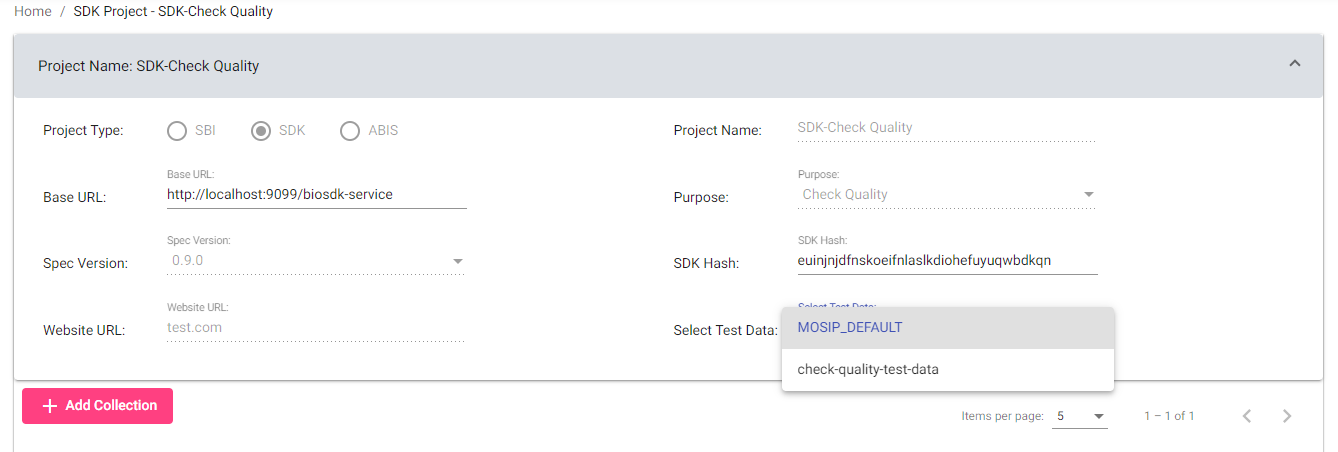 Home / SDK Project - SDK-Check Quality
Project Name: SDK-Check Quality
Project Type: SBI SDK ABIS
Project Name: SDK-Check Quality
Base URL:
Base URL: http://localhost:9099/biosdk-service
Purpose:
Purpose: Check Quality
Spec Version:
Spec Version: 0.9.0
SDK Hash:
SDK Hash: euinjnjdfnskoeifnlaslkdiohefuyuqwbdkqn
Website URL:
Website URL: test.com
Select Test Data:
Select Test Data:
MOSIP_DEFAULT
check-quality-test-data
+ Add Collection
Items per page: 5 1 – 1 of 1